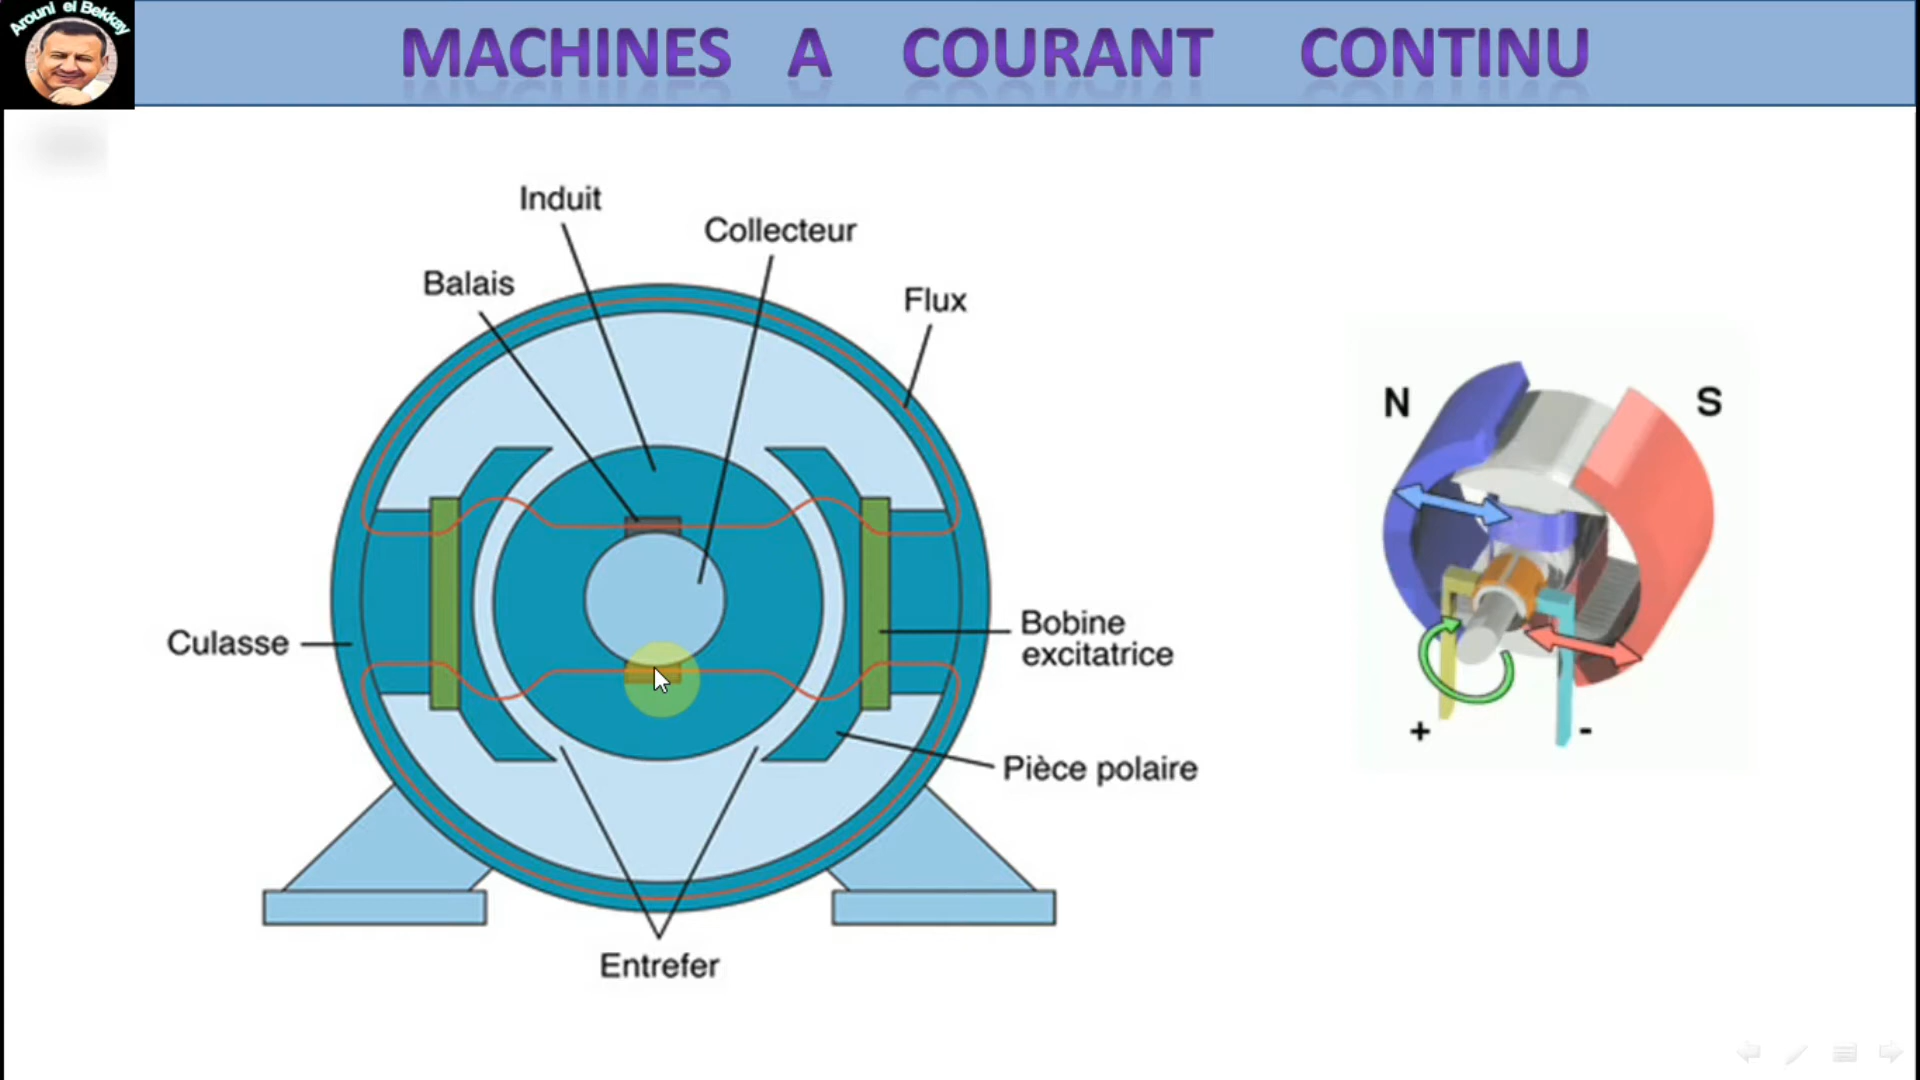 Arouni el Bekkay
MACHINES A COURANT CONTINU
Induit
Collecteur
Balais
Flux
N
S
Culasse
Bobine
excitatrice
+
-
Pièce polaire
Entrefer